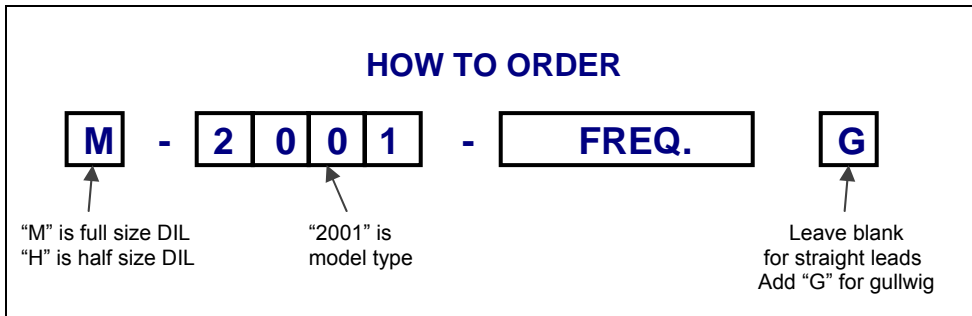 HOW TO ORDER
M - 2 0 0 1 - FREQ. G
“M” is full size DIL
“H” is half size DIL
“2001” is
model type
Leave blank
for straight leads
Add “G” for gullwig